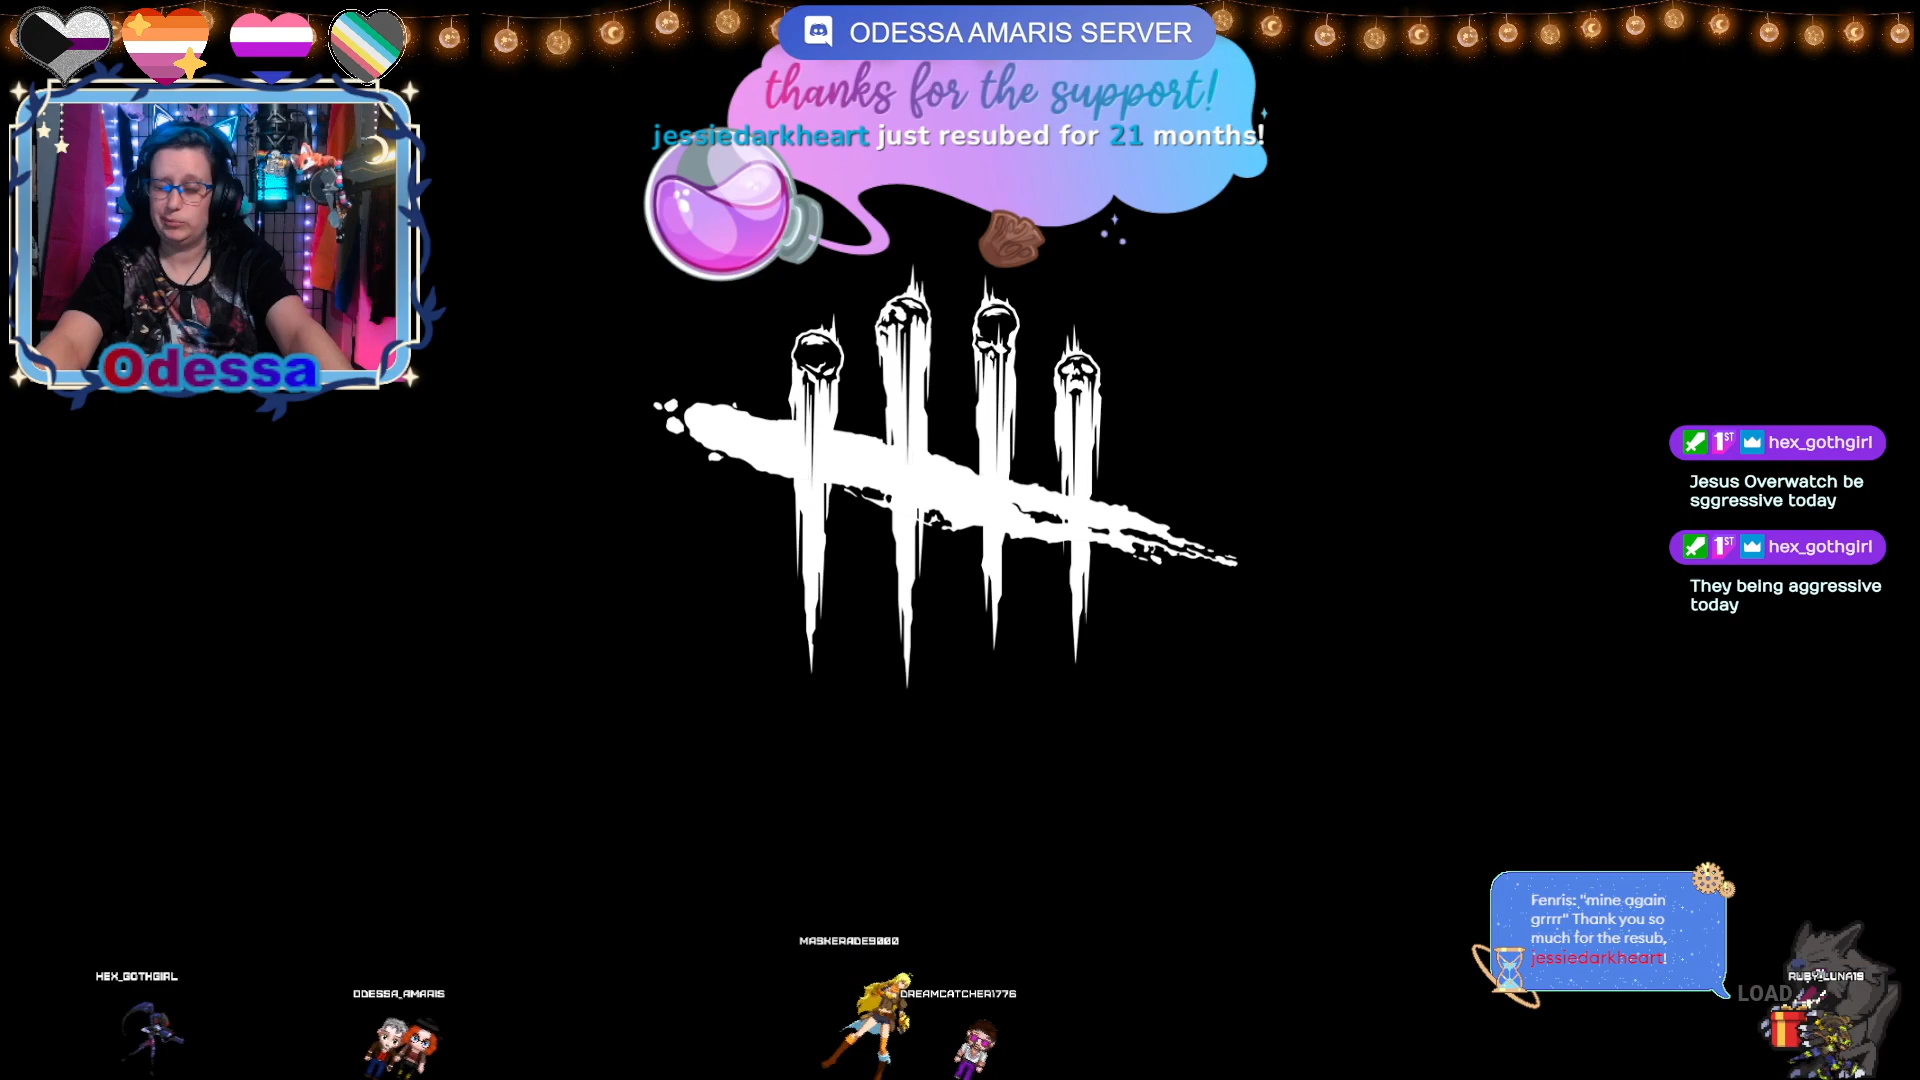 ODESSA AMARIS SERVER
thanks for the support!
jessiedarkheart just resubed for 21 months!
Odessa
1ST hex_gothgirl
Jesus Overwatch be
sggressive today
1ST hex_gothgirl
They being aggressive
today
Fenris: "mine again
grrrr" Thank you so
much for the resub,
jessiedarkheart!
MASKERADE9000
HEX_GOTHGIRL
ODESSA_AMARIS
DREAMCATCHER1776
RUBY_LUNA19
LOAD